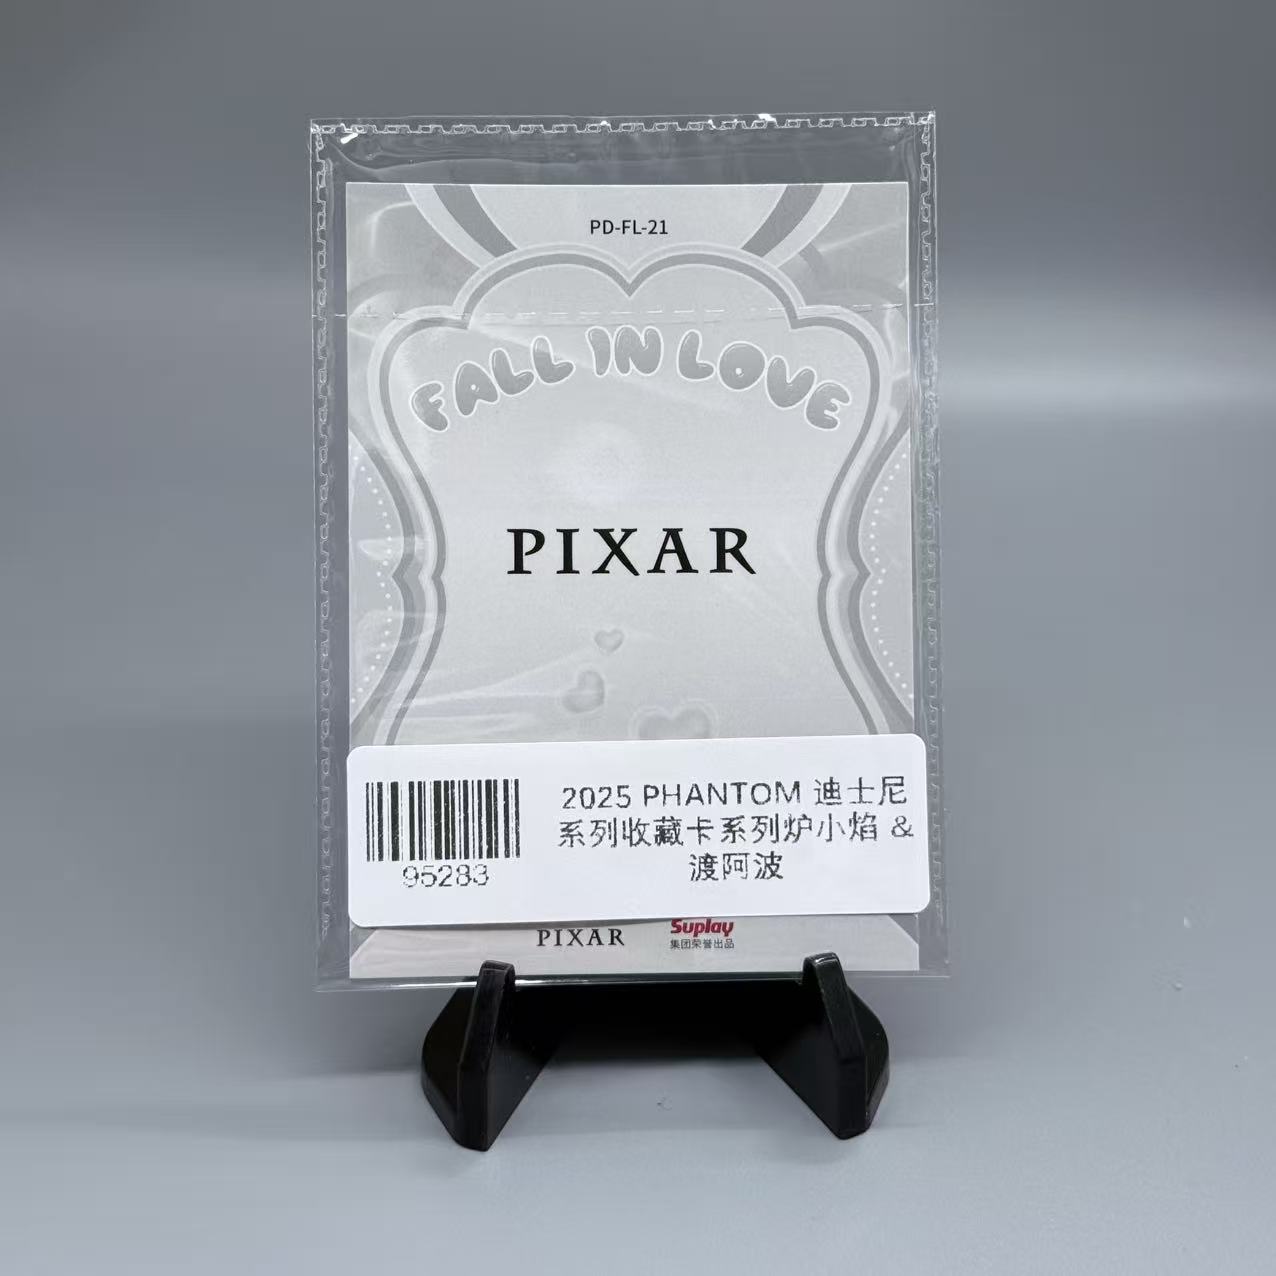 PD-FL-21
FALL IN LOVE
PIXAR
2025 PHANTOM 迪士尼
系列收藏卡系列炉小焰 &
渡阿波
95283
PIXAR
Suplay
集团荣誉出品